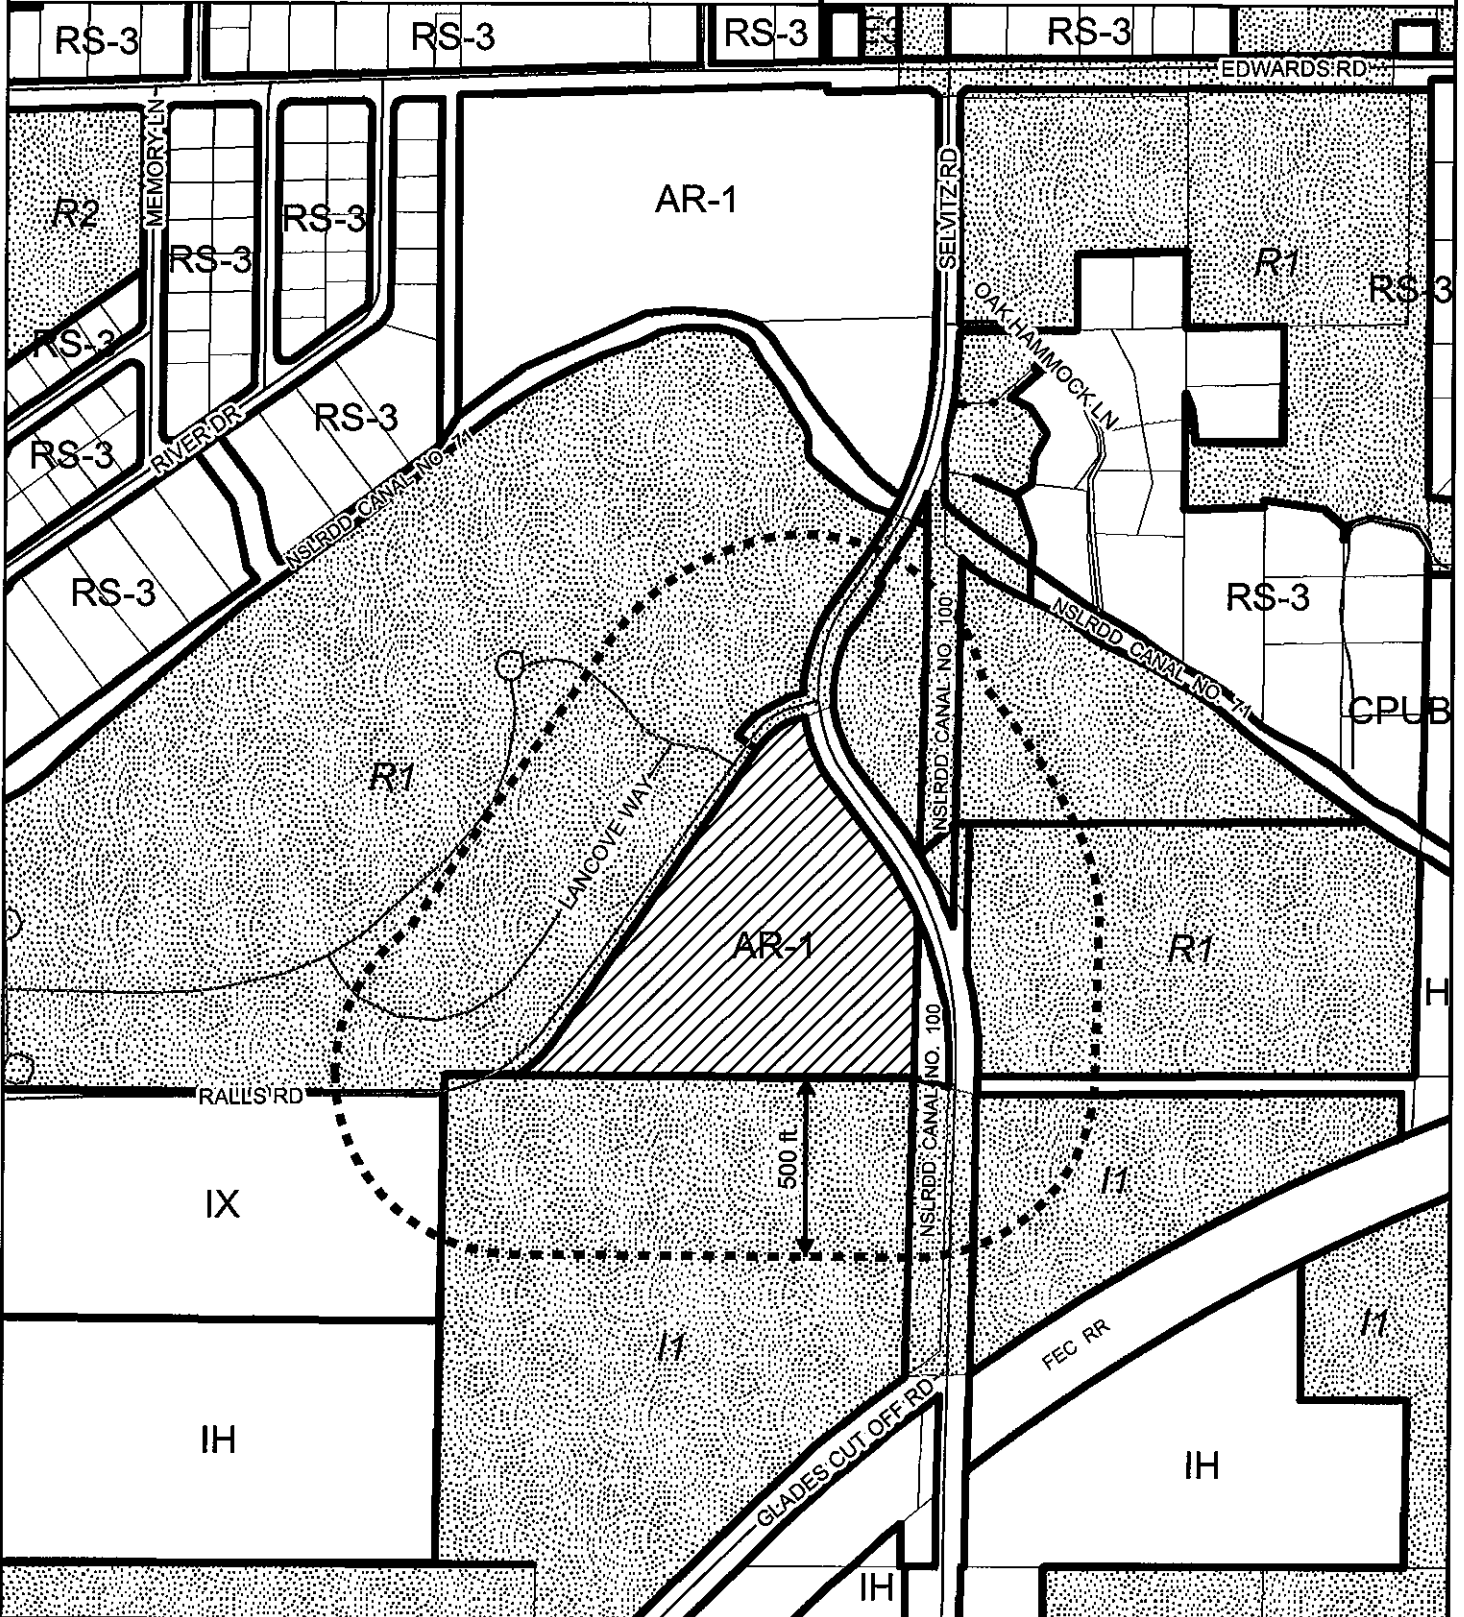 RS-3
RS-3
RS-3
RS-3
EDWARDS RD
MEMORY LN
R2
RS-3
RS-3
AR-1
SELVITZ RD
R1
RS-3
OAK HAMMOCK LN
RS-3
RS-3
RIVER DR
RS-3
NSLRDD CANAL NO. 71
RS-3
RS-3
NSLRDD CANAL NO. 100
NSLRDD CANAL NO. 71
CPUB
R1
LANCOVE WAY
AR-1
R1
IH
NSLRDD CANAL NO. 100
RALLS RD
500 ft.
I1
IX
I1
I1
FEC RR
GLADES CUT OFF RD
IH
IH
IH